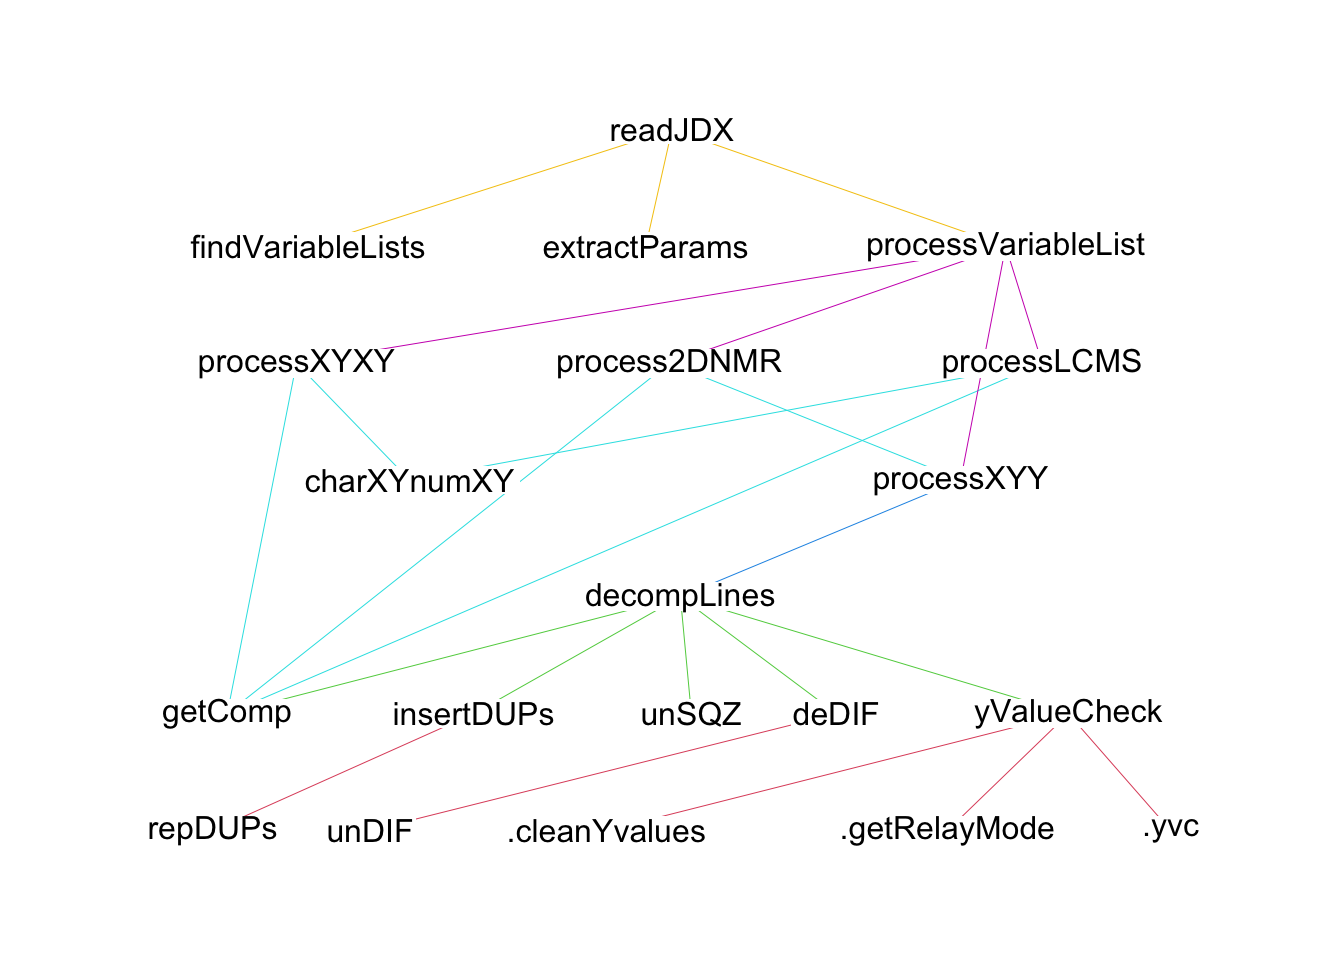 readJDX
findVariableLists extractParams processVariableList
processXYXY process2DNMR processLCMS
charXYnumXY processXYY
decompLines
getComp insertDUPs unSQZ deDIF yValueCheck
repDUPs unDIF .cleanYvalues .getRelayMode .yvc